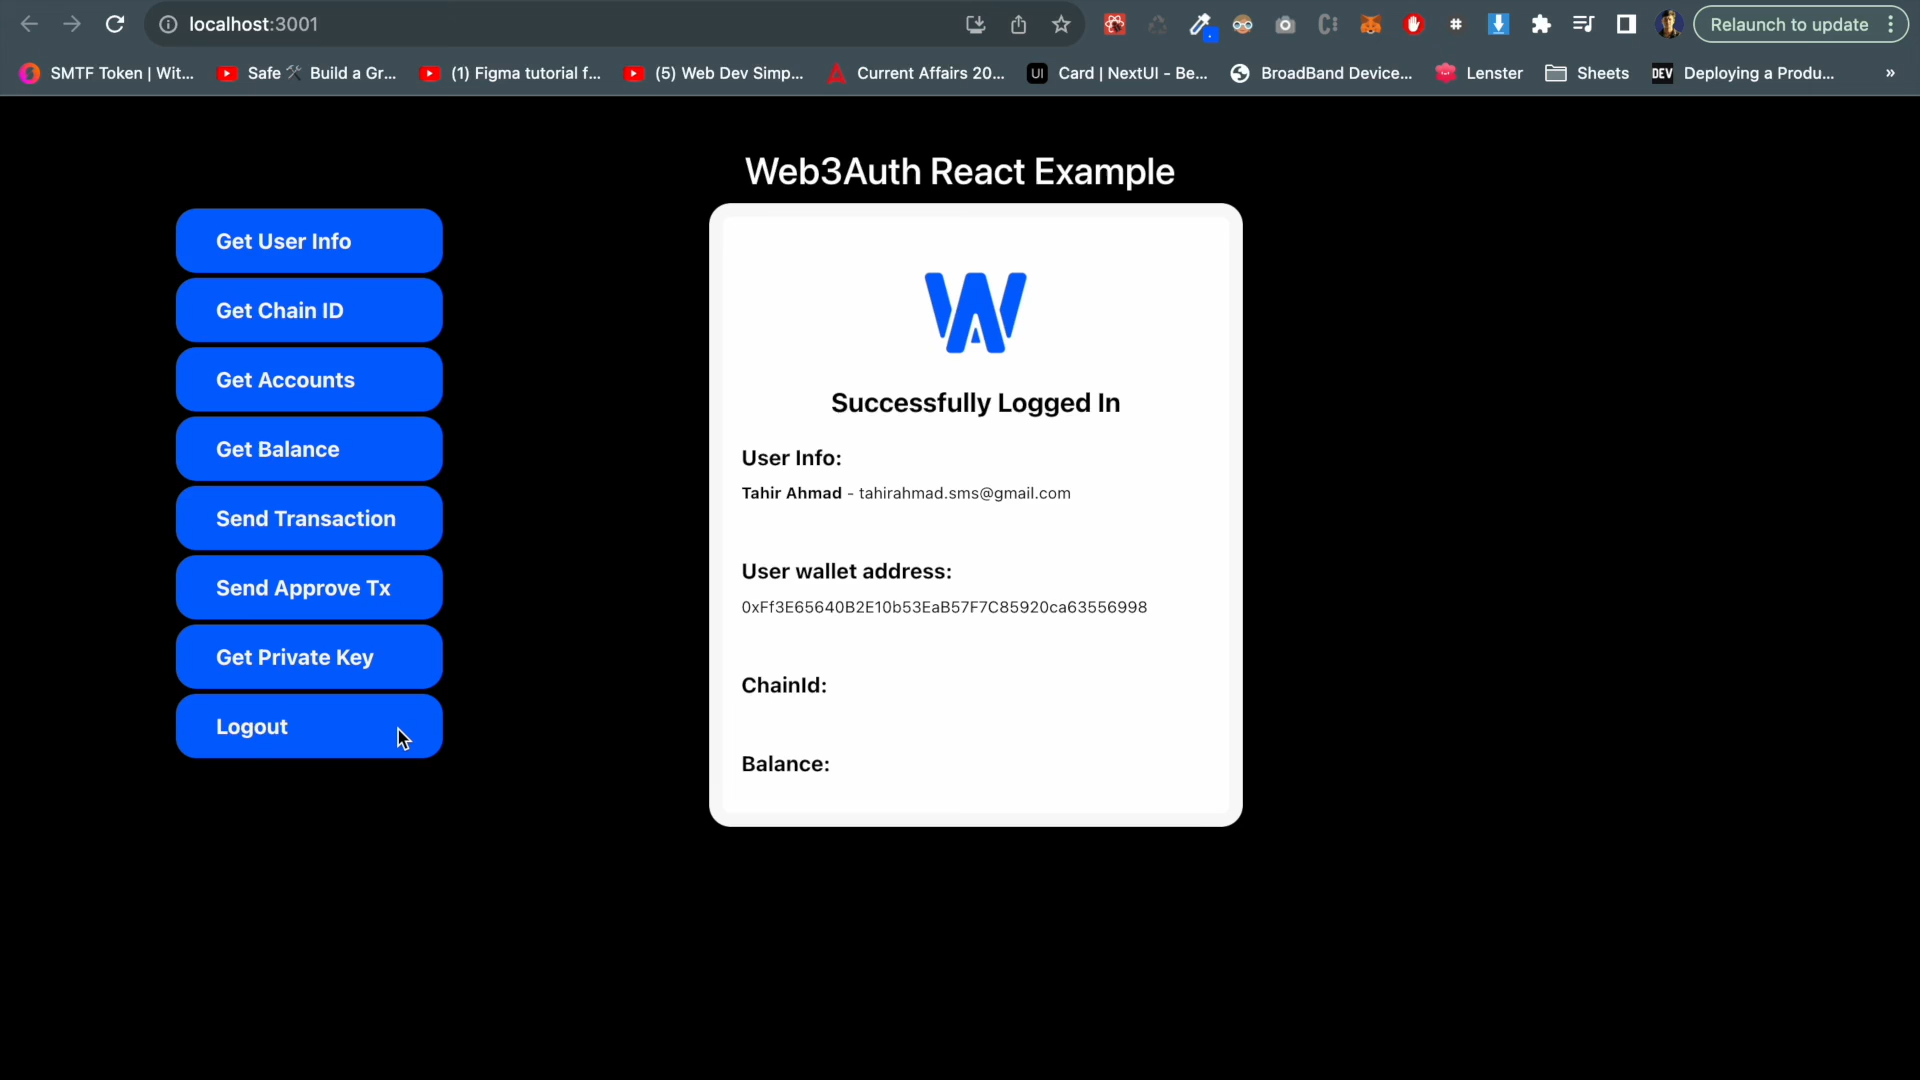 localhost:3001
Relaunch to update
SMTF Token | Wit...
Safe 🛠 Build a Gr...
(1) Figma tutorial f...
(5) Web Dev Simp...
Current Affairs 20...
UI
Card | NextUI - Be...
BroadBand Device...
Lenster
Sheets
DEV
Deploying a Produ...
»
Web3Auth React Example
Get User Info
Get Chain ID
Get Accounts
Get Balance
Send Transaction
Send Approve Tx
Get Private Key
Logout
Successfully Logged In
User Info:
Tahir Ahmad - tahirahmad.sms@gmail.com
User wallet address:
0xFf3E65640B2E10b53EaB57F7C85920ca63556998
ChainId:
Balance: